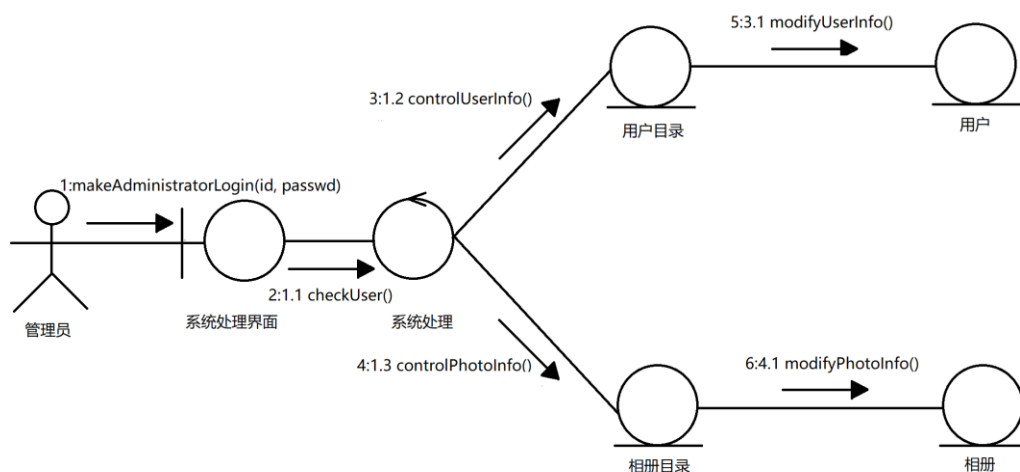 5:3.1 modifyUserInfo()
3:1.2 controlUserInfo()
用户目录
用户
1:makeAdministratorLogin(id, passwd)
2:1.1 checkUser()
管理员
系统处理界面
系统处理
4:1.3 controlPhotoInfo()
6:4.1 modifyPhotoInfo()
相册目录
相册